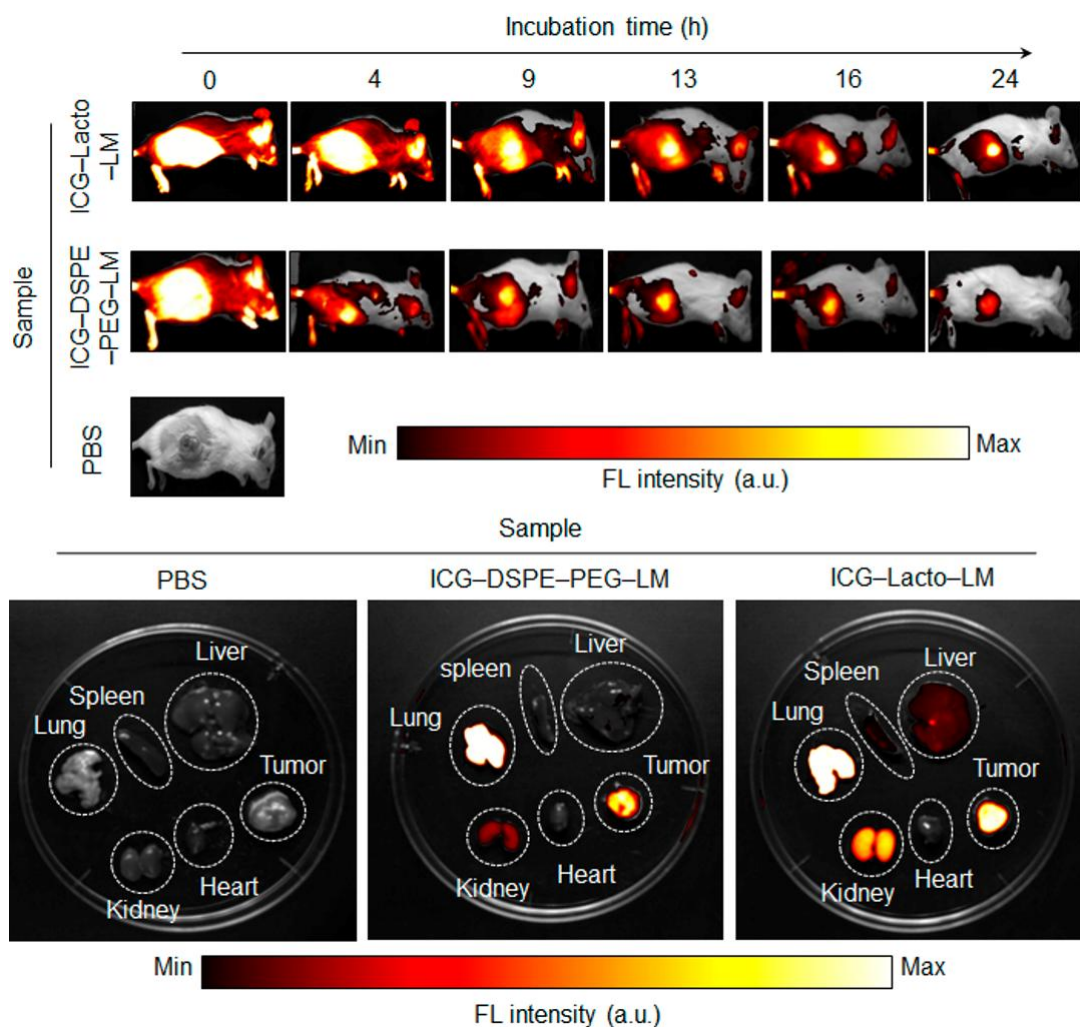 Incubation time (h)
0 4 9 13 16 24
Sample
ICG–Lacto
–LM
ICG–DSPE
–PEG–LM
PBS
Min Max
FL intensity (a.u.)
Sample
PBS ICG–DSPE–PEG–LM ICG–Lacto–LM
Liver
Spleen
Lung
Tumor
Heart
Kidney
Liver
spleen
Lung
Tumor
Heart
Kidney
Liver
Spleen
Lung
Tumor
Heart
Kidney
Min Max
FL intensity (a.u.)